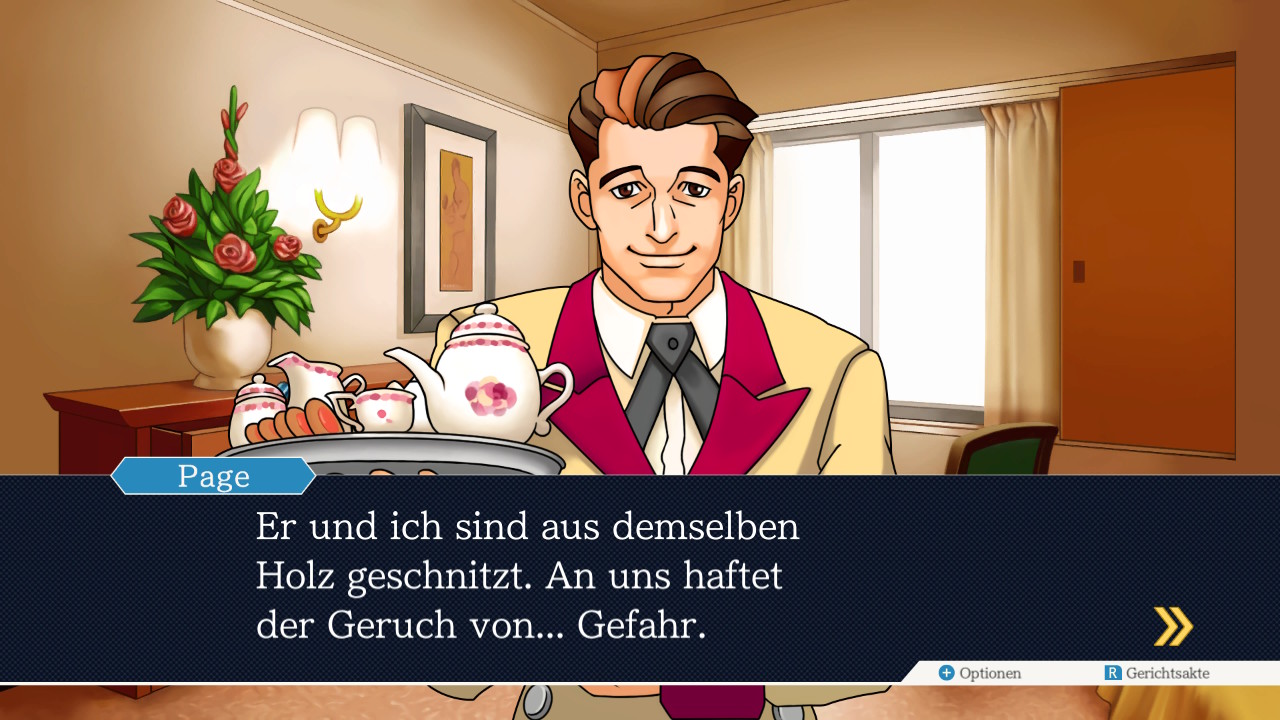 Page
Er und ich sind aus demselben
Holz geschnitzt. An uns haftet
der Geruch von... Gefahr.
Optionen
R Gerichtsakte